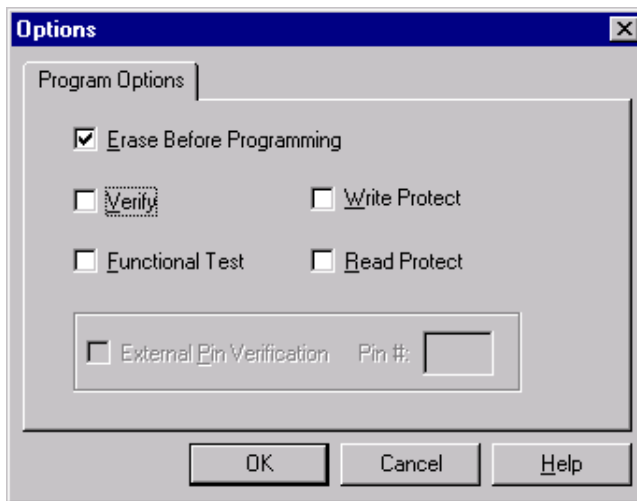 Options
Program Options
Erase Before Programming
Verify
Write Protect
Functional Test
Read Protect
External Pin Verification Pin #:
OK Cancel Help